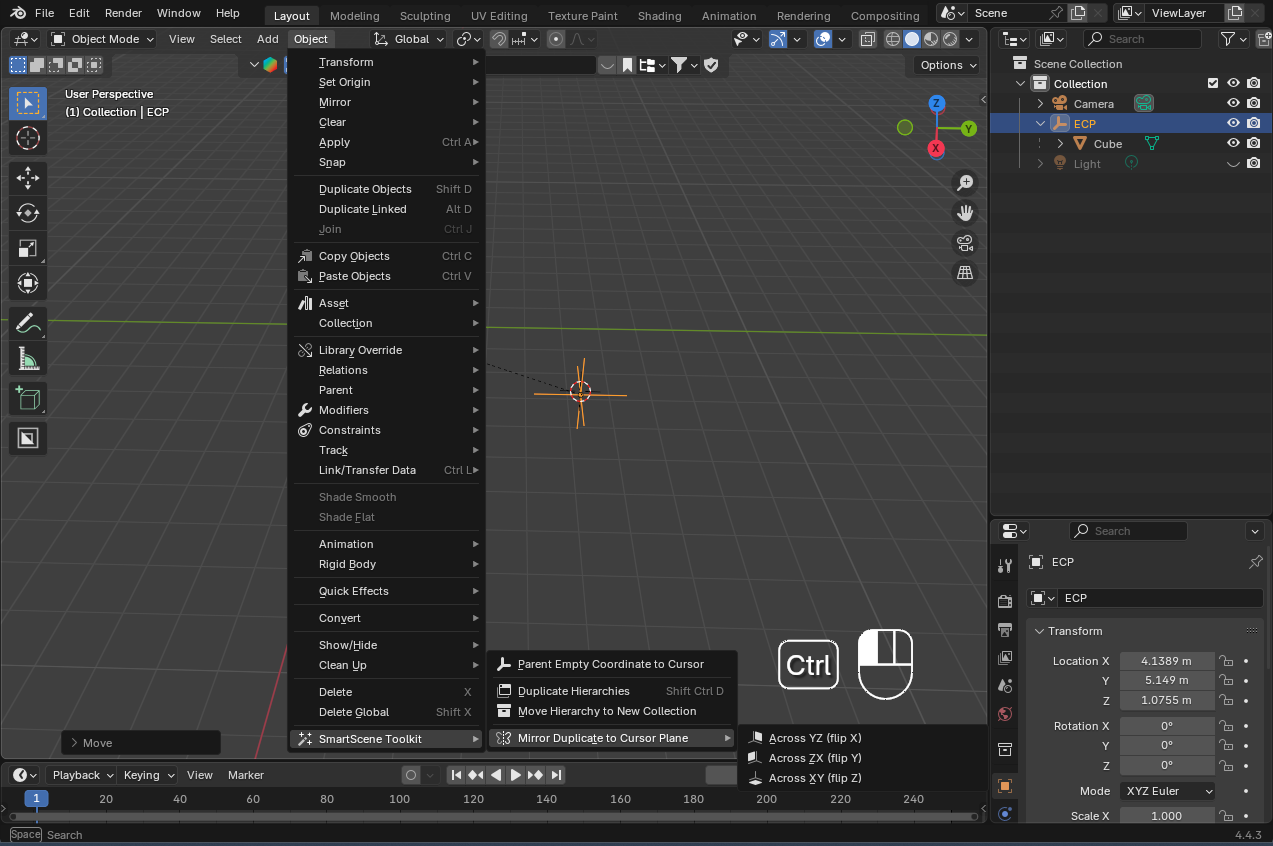 File Edit Render Window Help Layout Modeling Sculpting UV Editing Texture Paint Shading Animation Rendering Compositing Scene ViewLayer
Object Mode View Select Add Object Global Search
Options
User Perspective
(1) Collection | ECP
Z
Y
X
Transform
Set Origin
Mirror
Clear
Apply Ctrl A
Snap
Duplicate Objects Shift D
Duplicate Linked Alt D
Join Ctrl J
Copy Objects Ctrl C
Paste Objects Ctrl V
Asset
Collection
Library Override
Relations
Parent
Modifiers
Constraints
Track
Link/Transfer Data Ctrl L
Shade Smooth
Shade Flat
Animation
Rigid Body
Quick Effects
Convert
Show/Hide
Clean Up
Delete X
Delete Global Shift X
SmartScene Toolkit
Parent Empty Coordinate to Cursor
Duplicate Hierarchies Shift Ctrl D
Move Hierarchy to New Collection
Mirror Duplicate to Cursor Plane
Across YZ (flip X)
Across ZX (flip Y)
Across XY (flip Z)
Ctrl
Move
Scene Collection
Collection
Camera
ECP
Cube
Light
Search
ECP
ECP
Transform
Location X 4.1389 m
Y 5.149 m
Z 1.0755 m
Rotation X 0°
Y 0°
Z 0°
Mode XYZ Euler
Scale X 1.000
Playback Keying View Marker
1 20 40 60 80 100 120 140 160 180 200 220 240
Space Search 4.4.3